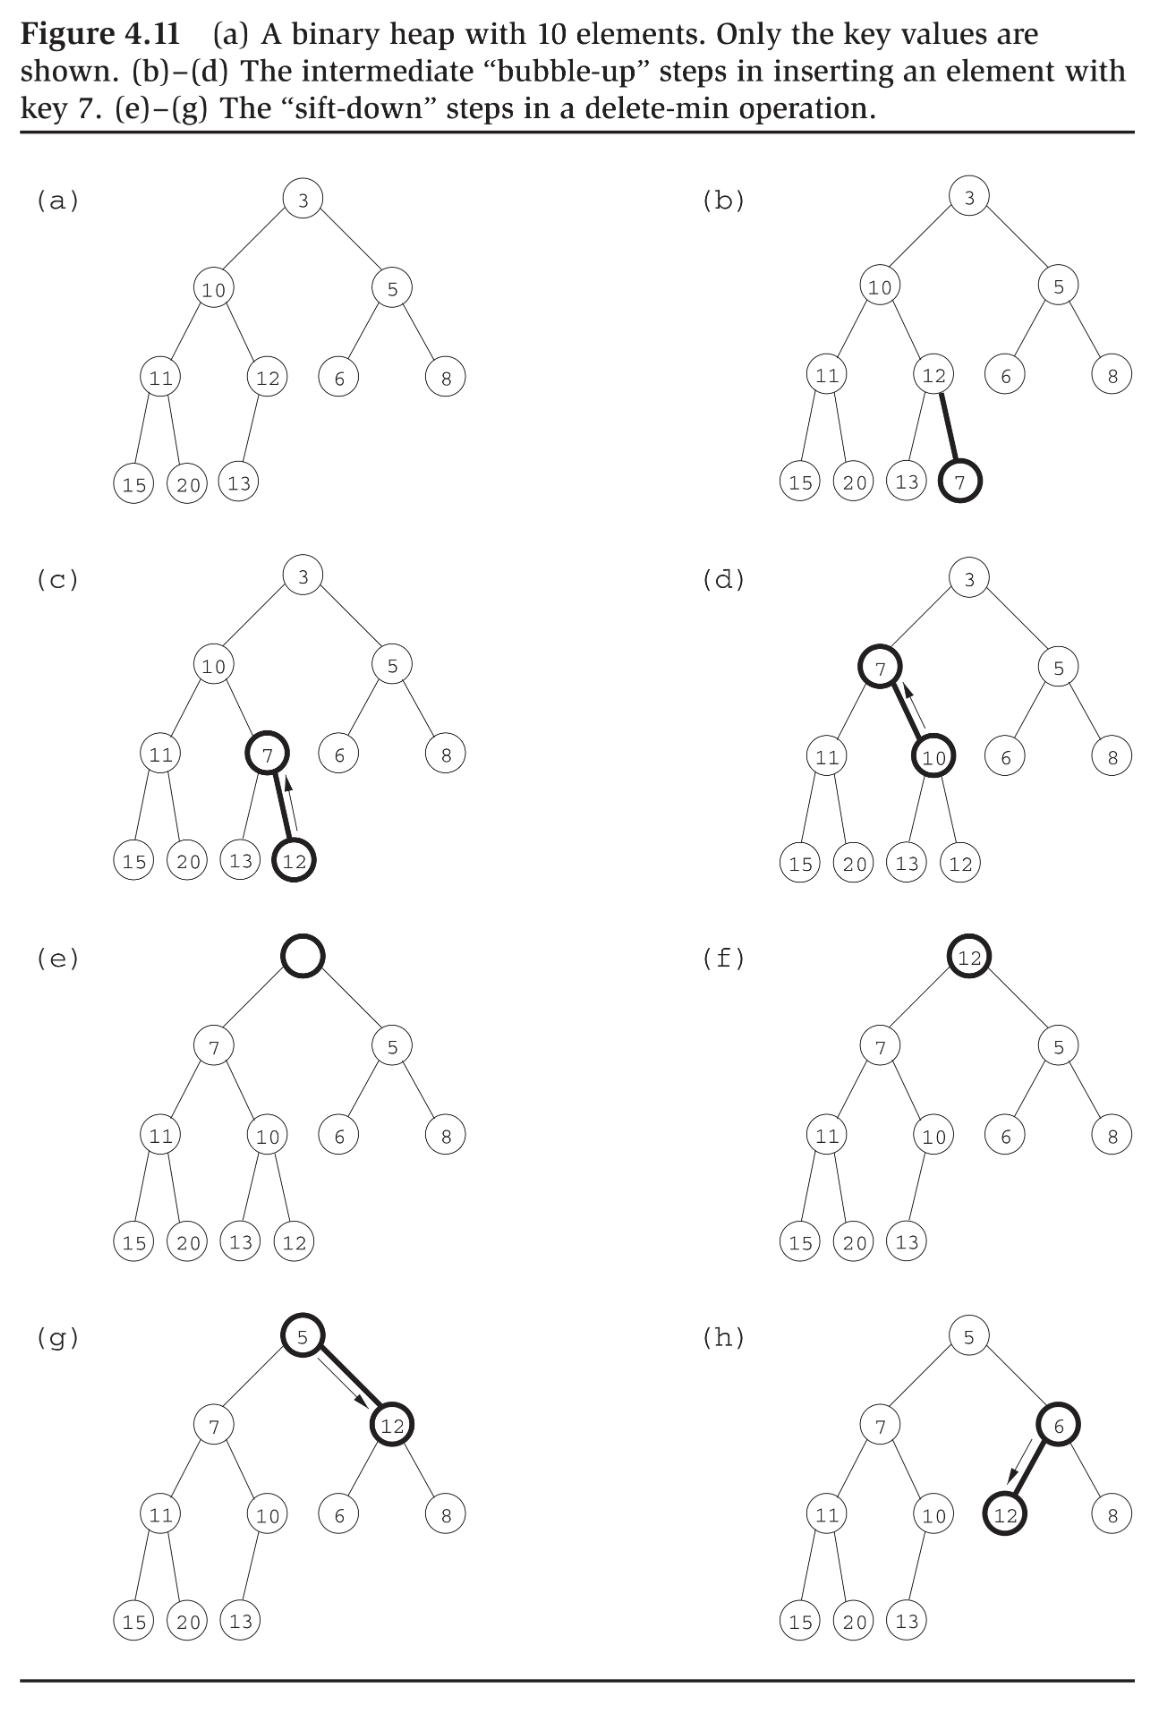 Figure 4.11 (a) A binary heap with 10 elements. Only the key values are
shown. (b)–(d) The intermediate “bubble-up” steps in inserting an element with
key 7. (e)–(g) The “sift-down” steps in a delete-min operation.
(a)
3
10 5
11 12 6 8
15 20 13
(b)
3
10 5
11 12 6 8
15 20 13 7
(c)
3
10 5
11 7 6 8
15 20 13 12
(d)
3
7 5
11 10 6 8
15 20 13 12
(e)
7 5
11 10 6 8
15 20 13 12
(f)
12
7 5
11 10 6 8
15 20 13
(g)
5
7 12
11 10 6 8
15 20 13
(h)
5
7 6
11 10 12 8
15 20 13